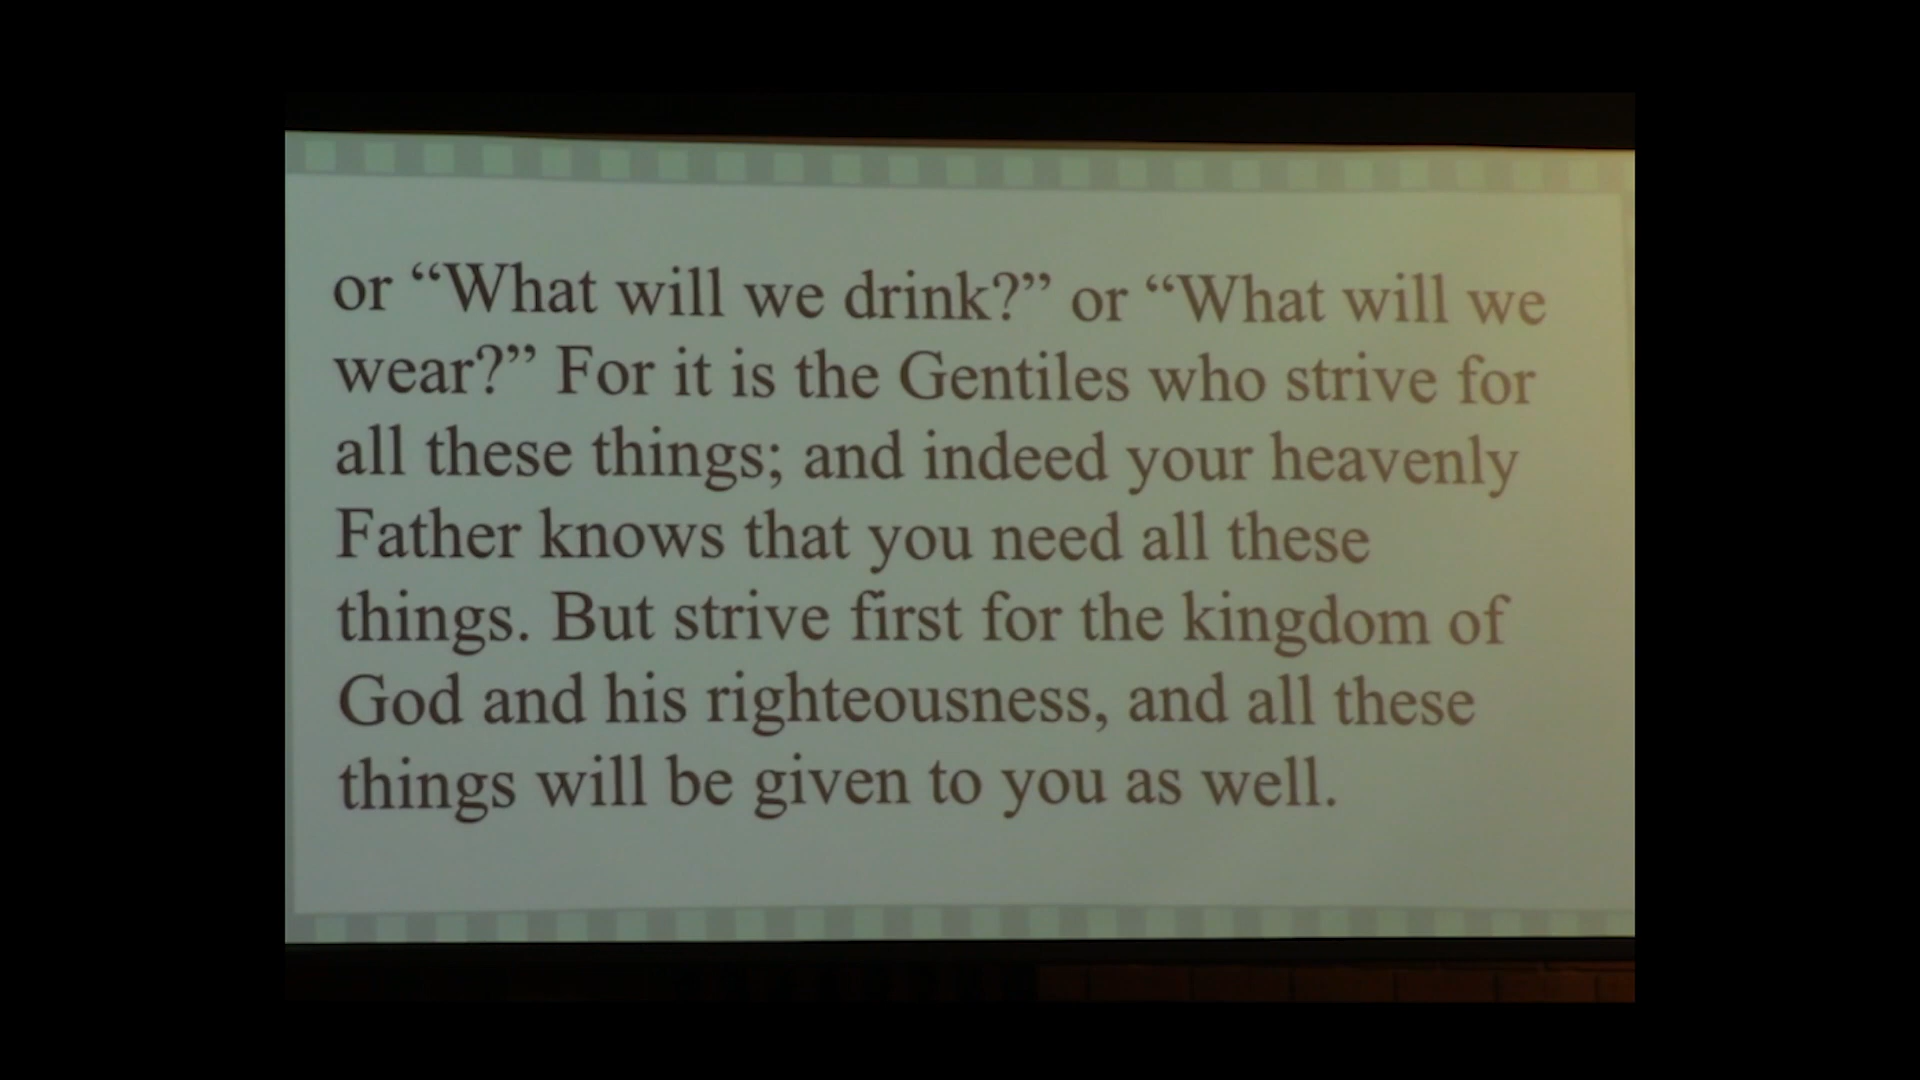 or “What will we drink?” or “What will we
wear?” For it is the Gentiles who strive for
all these things; and indeed your heavenly
Father knows that you need all these
things. But strive first for the kingdom of
God and his righteousness, and all these
things will be given to you as well.